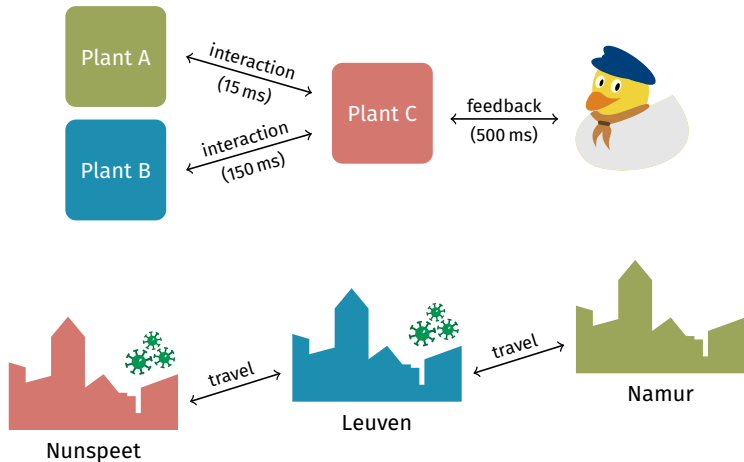 Plant A
interaction
(15 ms)
Plant B
interaction
(150 ms)
Plant C
feedback
(500 ms)
travel
travel
Nunspeet
Leuven
Namur